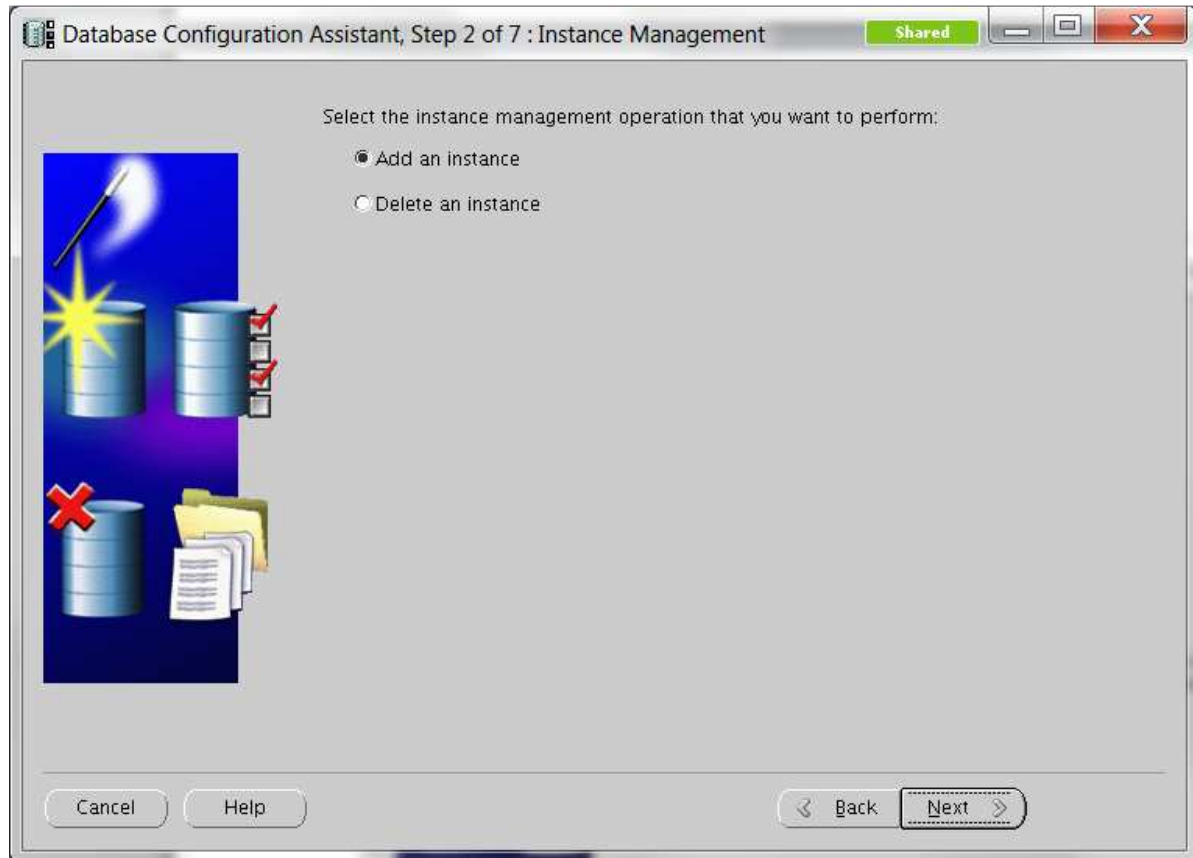 Database Configuration Assistant, Step 2 of 7 : Instance Management
Shared
Select the instance management operation that you want to perform:
Add an instance
Delete an instance
Cancel
Help
Back
Next